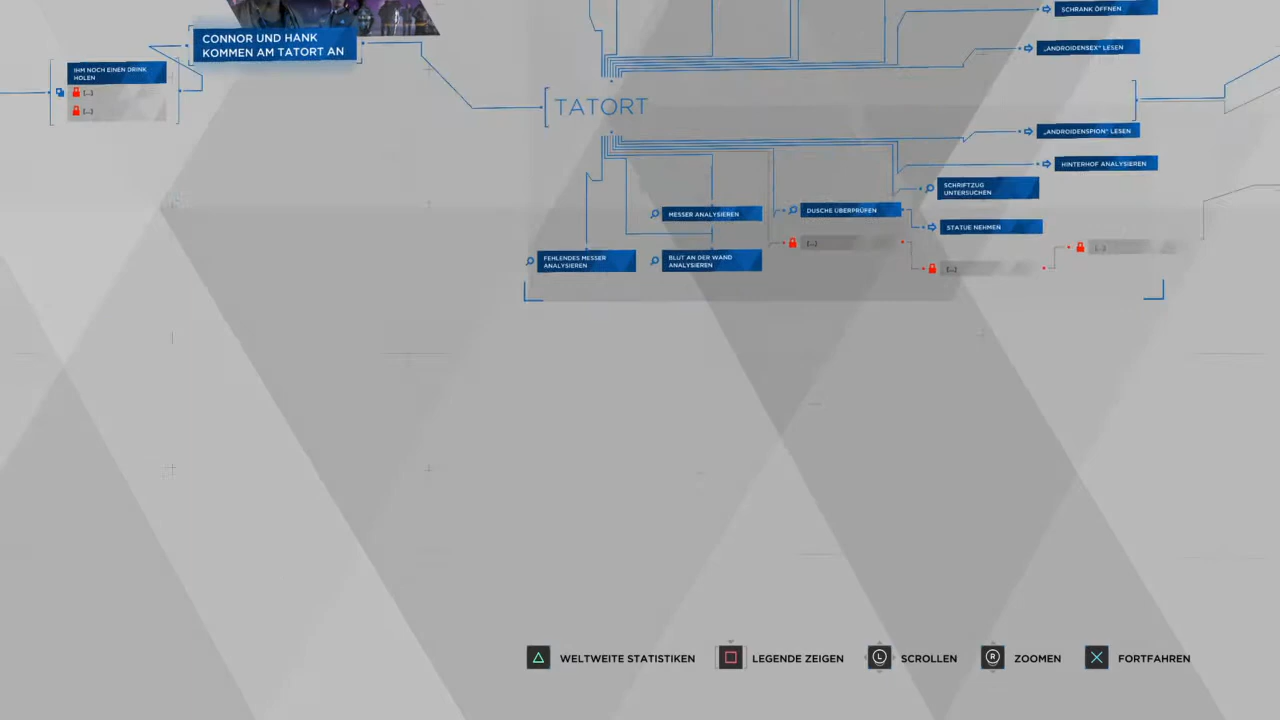 SCHRANK ÖFFNEN
CONNOR UND HANK
KOMMEN AM TATORT AN
„ANDROIDENSEX" LESEN
IHM NOCH EINEN DRINK
HOLEN
[...]
[...]
TATORT
„ANDROIDENSPION" LESEN
HINTERHOF ANALYSIEREN
SCHRIFTZUG
UNTERSUCHEN
MESSER ANALYSIEREN
DUSCHE ÜBERPRÜFEN
STATUE NEHMEN
[...]
[...]
FEHLENDES MESSER
ANALYSIEREN
BLUT AN DER WAND
ANALYSIEREN
[...]
WELTWEITE STATISTIKEN
LEGENDE ZEIGEN
L
SCROLLEN
R
ZOOMEN
FORTFAHREN